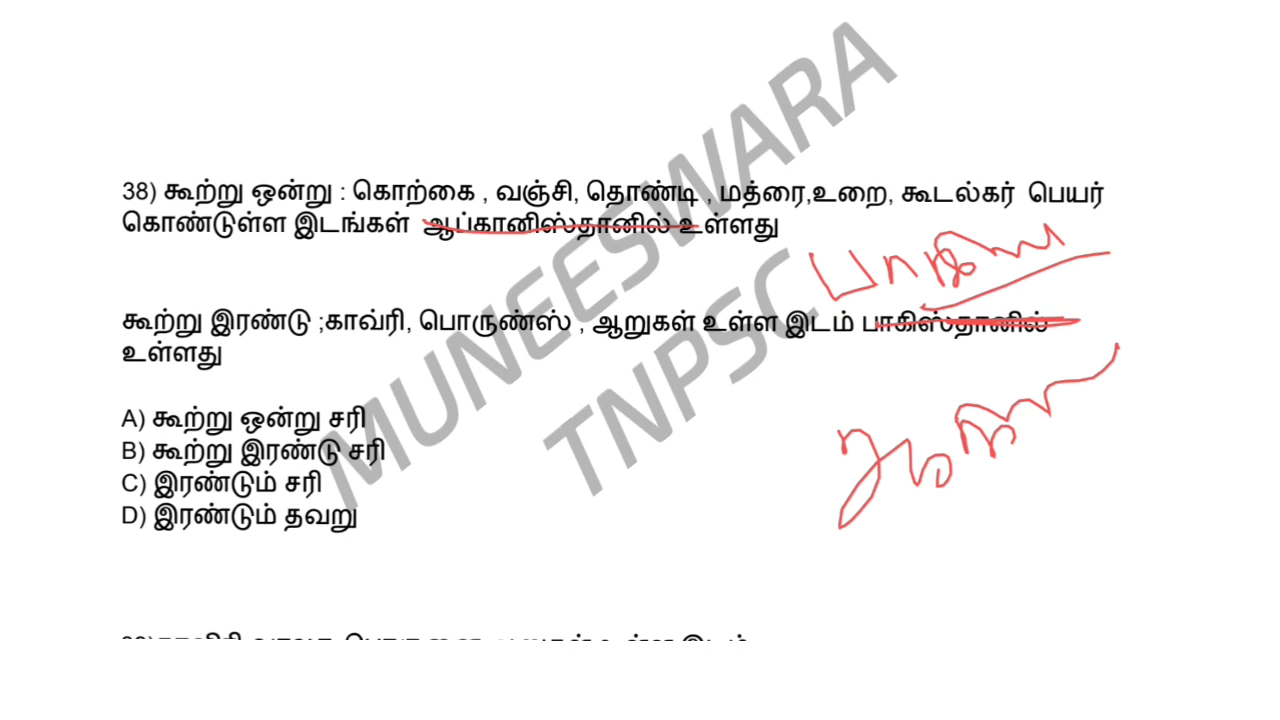 38) கூற்று ஒன்று : கொற்கை , வஞ்சி, தொண்டி , மத்ரை,உறை, கூடல்கர் பெயர்
கொண்டுள்ள இடங்கள் ஆப்கானிஸ்தானில் உள்ளது
கூற்று இரண்டு ;காவ்ரி, பொருண்ஸ் , ஆறுகள் உள்ள இடம் பாகிஸ்தானில்
உள்ளது
A) கூற்று ஒன்று சரி
B) கூற்று இரண்டு சரி
C) இரண்டும் சரி
D) இரண்டும் தவறு
MUNEESWARA
TNPSC